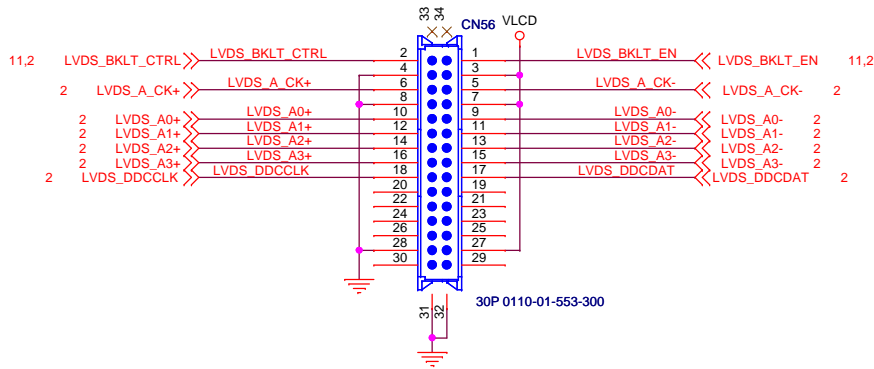 33 34
CN56
VLCD
11,2 LVDS_BKLT_CTRL LVDS_BKLT_CTRL 2 1 LVDS_BKLT_EN LVDS_BKLT_EN 11,2
4 3
2 LVDS_A_CK+ LVDS_A_CK+ 6 5 LVDS_A_CK- LVDS_A_CK- 2
8 7
2 LVDS_A0+ LVDS_A0+ 10 9 LVDS_A0- LVDS_A0- 2
2 LVDS_A1+ LVDS_A1+ 12 11 LVDS_A1- LVDS_A1- 2
2 LVDS_A2+ LVDS_A2+ 14 13 LVDS_A2- LVDS_A2- 2
2 LVDS_A3+ LVDS_A3+ 16 15 LVDS_A3- LVDS_A3- 2
2 LVDS_DDCCLK LVDS_DDCCLK 18 17 LVDS_DDCDAT LVDS_DDCDAT 2
20 19
22 21
24 23
26 25
28 27
30 29
31 32
30P 0110-01-553-300